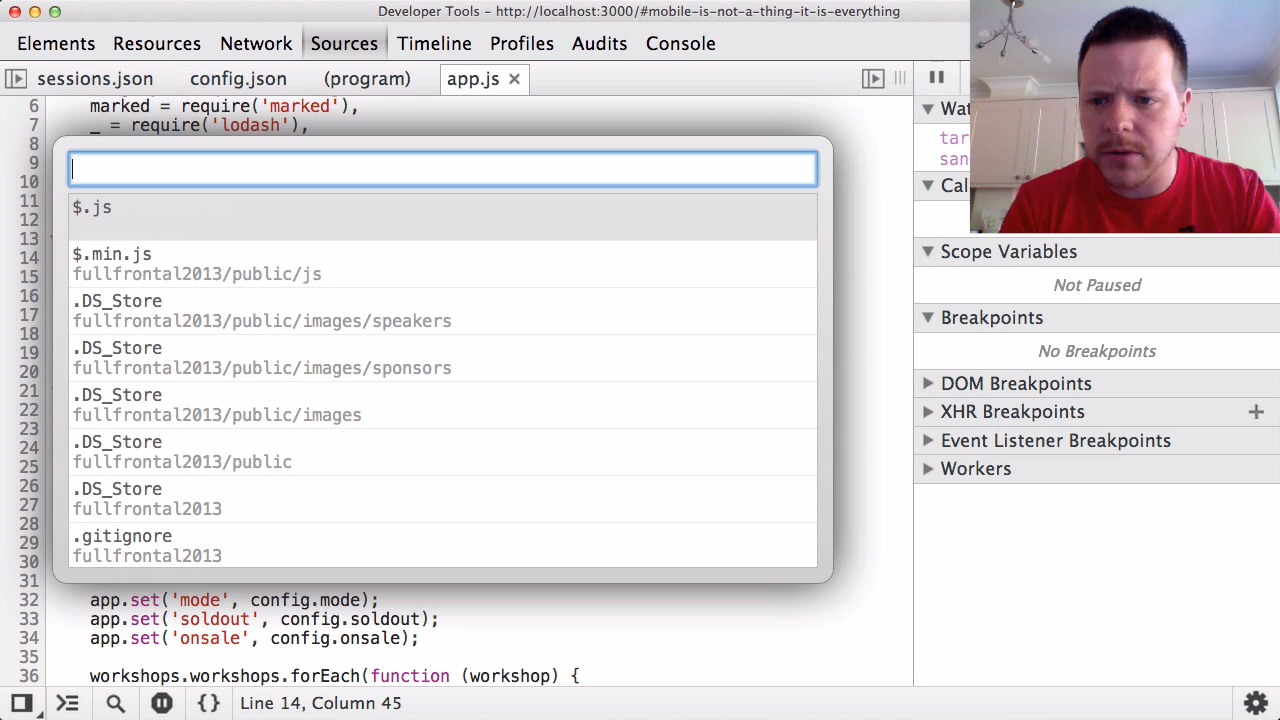 Developer Tools - http://localhost:3000/#mobile-is-not-a-thing-it-is-everything
Elements Resources Network Sources Timeline Profiles Audits Console
sessions.json config.json (program) app.js ×
6 marked = require('marked'),
7 _ = require('lodash'),
8
9
10
11
12
13
14
15
16
17
18
19
20
21
22
23
24
25
26
27
28
29
30
31
$.js
$.min.js
fullfrontal2013/public/js
.DS_Store
fullfrontal2013/public/images/speakers
.DS_Store
fullfrontal2013/public/images/sponsors
.DS_Store
fullfrontal2013/public/images
.DS_Store
fullfrontal2013/public
.DS_Store
fullfrontal2013
.gitignore
fullfrontal2013
32 app.set('mode', config.mode);
33 app.set('soldout', config.soldout);
34 app.set('onsale', config.onsale);
35
36 workshops.workshops.forEach(function (workshop) {
Wat
tar
san
Cal
Scope Variables
Not Paused
Breakpoints
No Breakpoints
DOM Breakpoints
XHR Breakpoints +
Event Listener Breakpoints
Workers
{ } Line 14, Column 45